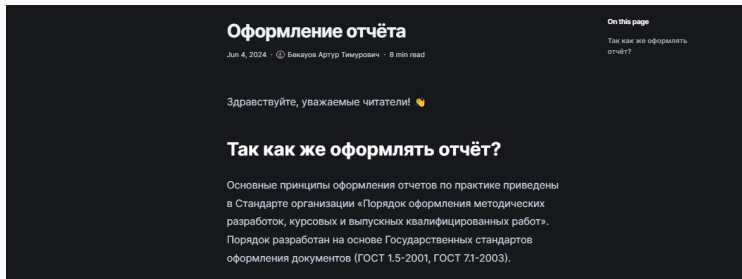 Оформление отчёта
Jun 4, 2024 · Бекауов Артур Тимурович · 8 min read
Здравствуйте, уважаемые читатели! 👋
Так как же оформлять отчёт?
Основные принципы оформления отчетов по практике приведены
в Стандарте организации «Порядок оформления методических
разработок, курсовых и выпускных квалифицированных работ».
Порядок разработан на основе Государственных стандартов
оформления документов (ГОСТ 1.5-2001, ГОСТ 7.1-2003).
On this page
Так как же оформлять
отчёт?